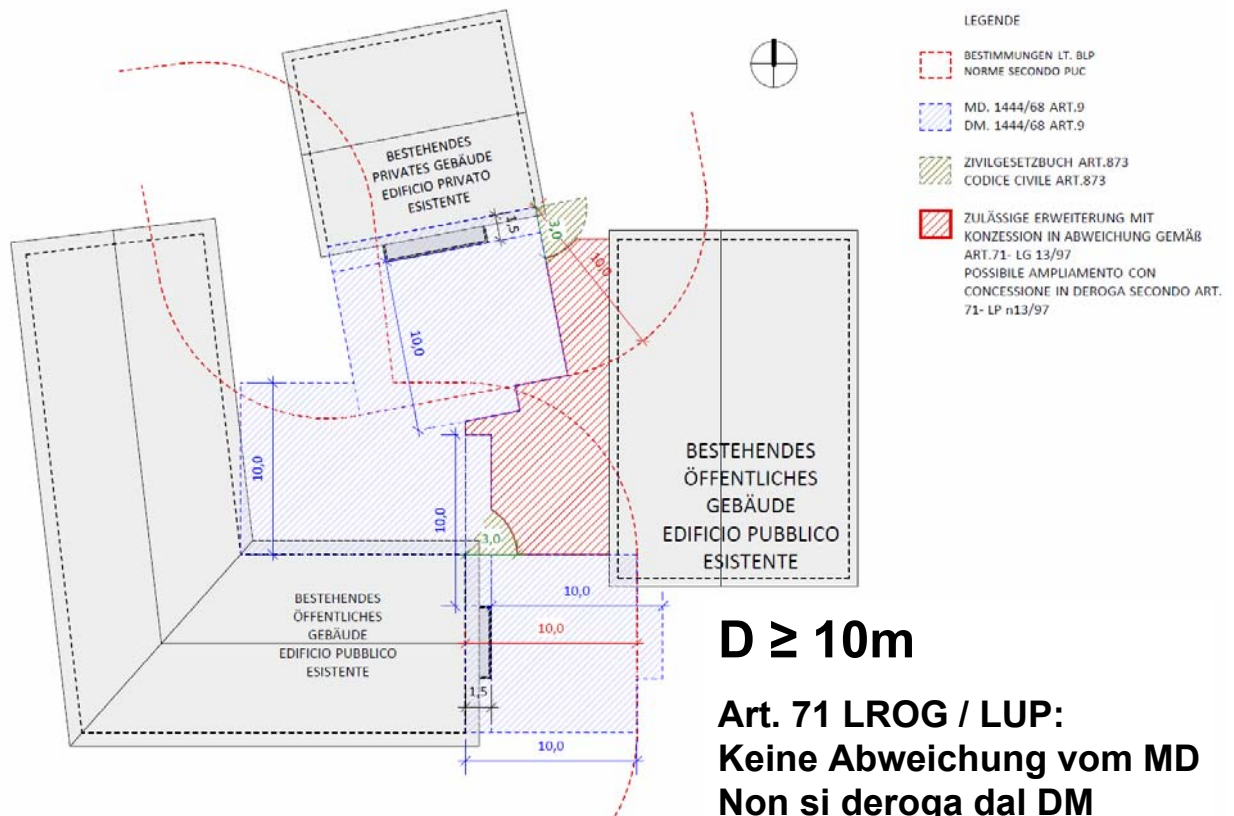 LEGENDE
BESTIMMUNGEN LT. BLP
NORME SECONDO PUC
MD. 1444/68 ART.9
DM. 1444/68 ART.9
ZIVILGESETZBUCH ART.873
CODICE CIVILE ART.873
ZULÄSSIGE ERWEITERUNG MIT
KONZESSION IN ABWEICHUNG GEMÄß
ART.71- LG 13/97
POSSIBILE AMPLIAMENTO CON
CONCESSIONE IN DEROGA SECONDO ART.
71- LP n13/97
BESTEHENDES
PRIVATES GEBÄUDE
EDIFICIO PRIVATO
ESISTENTE
1,5
3,0
10,0
10,0
10,0
10,0
3,0
BESTEHENDES
ÖFFENTLICHES
GEBÄUDE
EDIFICIO PUBBLICO
ESISTENTE
BESTEHENDES
ÖFFENTLICHES
GEBÄUDE
EDIFICIO PUBBLICO
ESISTENTE
10,0
10,0
1,5
10,0
D ≥ 10m
Art. 71 LROG / LUP:
Keine Abweichung vom MD
Non si deroga dal DM